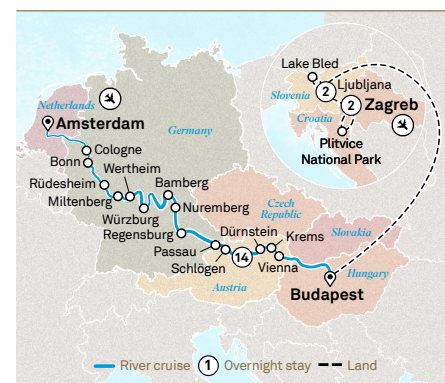 Lake Bled
Ljubljana
Netherlands
Slovenia
2
2
Zagreb
Amsterdam
Croatia
Germany
Plitvice
National Park
Cologne
Bonn
Wertheim
Bamberg
Rüdesheim
Miltenberg
Czech
Republic
Nuremberg
Würzburg
Regensburg
Dürnstein
Krems
Slovakia
Passau
14
Schlögen
Vienna
Hungary
Austria
Budapest
River cruise 1 Overnight stay Land